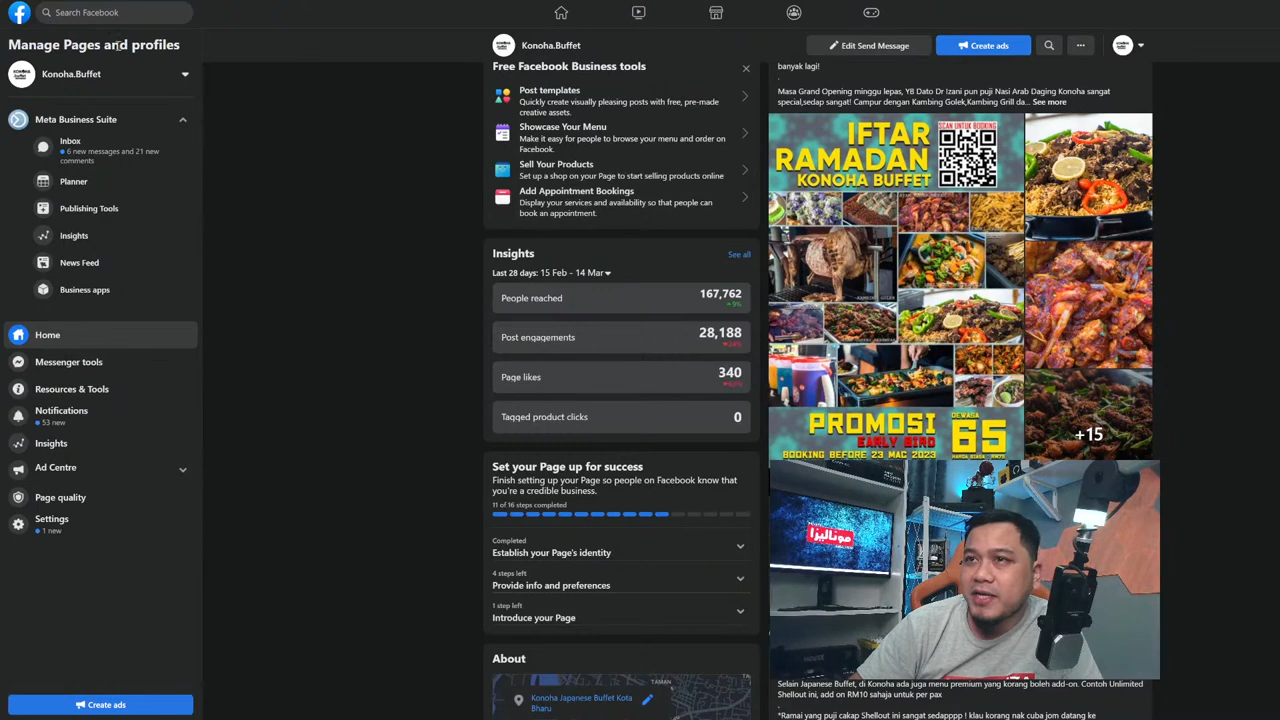 Search Facebook
Manage Pages and profiles
Konoha.Buffet
Meta Business Suite
Inbox
6 new messages and 21 new
comments
Planner
Publishing Tools
Insights
News Feed
Business apps
Home
Messenger tools
Resources & Tools
Notifications
53 new
Insights
Ad Centre
Page quality
Settings
1 new
Create ads
Konoha.Buffet
Edit Send Message
Create ads
Free Facebook Business tools
Post templates
Quickly create visually pleasing posts with free, pre-made
creative assets.
Showcase Your Menu
Make it easy for people to browse your menu and order on
Facebook.
Sell Your Products
Set up a shop on your Page to start selling products online
Add Appointment Bookings
Display your services and availability so that people can
book an appointment.
Insights
See all
Last 28 days: 15 Feb - 14 Mar
People reached
167,762
9%
Post engagements
28,188
24%
Page likes
340
Tagged product clicks
0
Set your Page up for success
Finish setting up your Page so people on Facebook know that
you're a credible business.
11 of 16 steps completed
Completed
Establish your Page's identity
4 steps left
Provide info and preferences
1 step left
Introduce your Page
About
TAMAN
Konoha Japanese Buffet Kota
Bharu
banyak lagi!
.
Masa Grand Opening minggu lepas, YB Dato Dr Izani pun puji Nasi Arab Daging Konoha sangat
special,sedap sangat! Campur dengan Kambing Golek,Kambing Grill da... See more
IFTAR
RAMADAN
KONOHA BUFFET
SCAN UNTUK BOOKING
PROMOSI
EARLY BIRD
BOOKING BEFORE 23 MAC 2023
DEWASA
65
+15
موناليزا
Selain Japanese Buffet, di Konoha ada juga menu premium yang korang boleh add-on. Contoh Unlimited
Shellout ini, add on RM10 sahaja untuk per pax
.
*Ramai yang puji cakap Shellout ini sangat sedapppp ! klau korang nak cuba jom datang ke